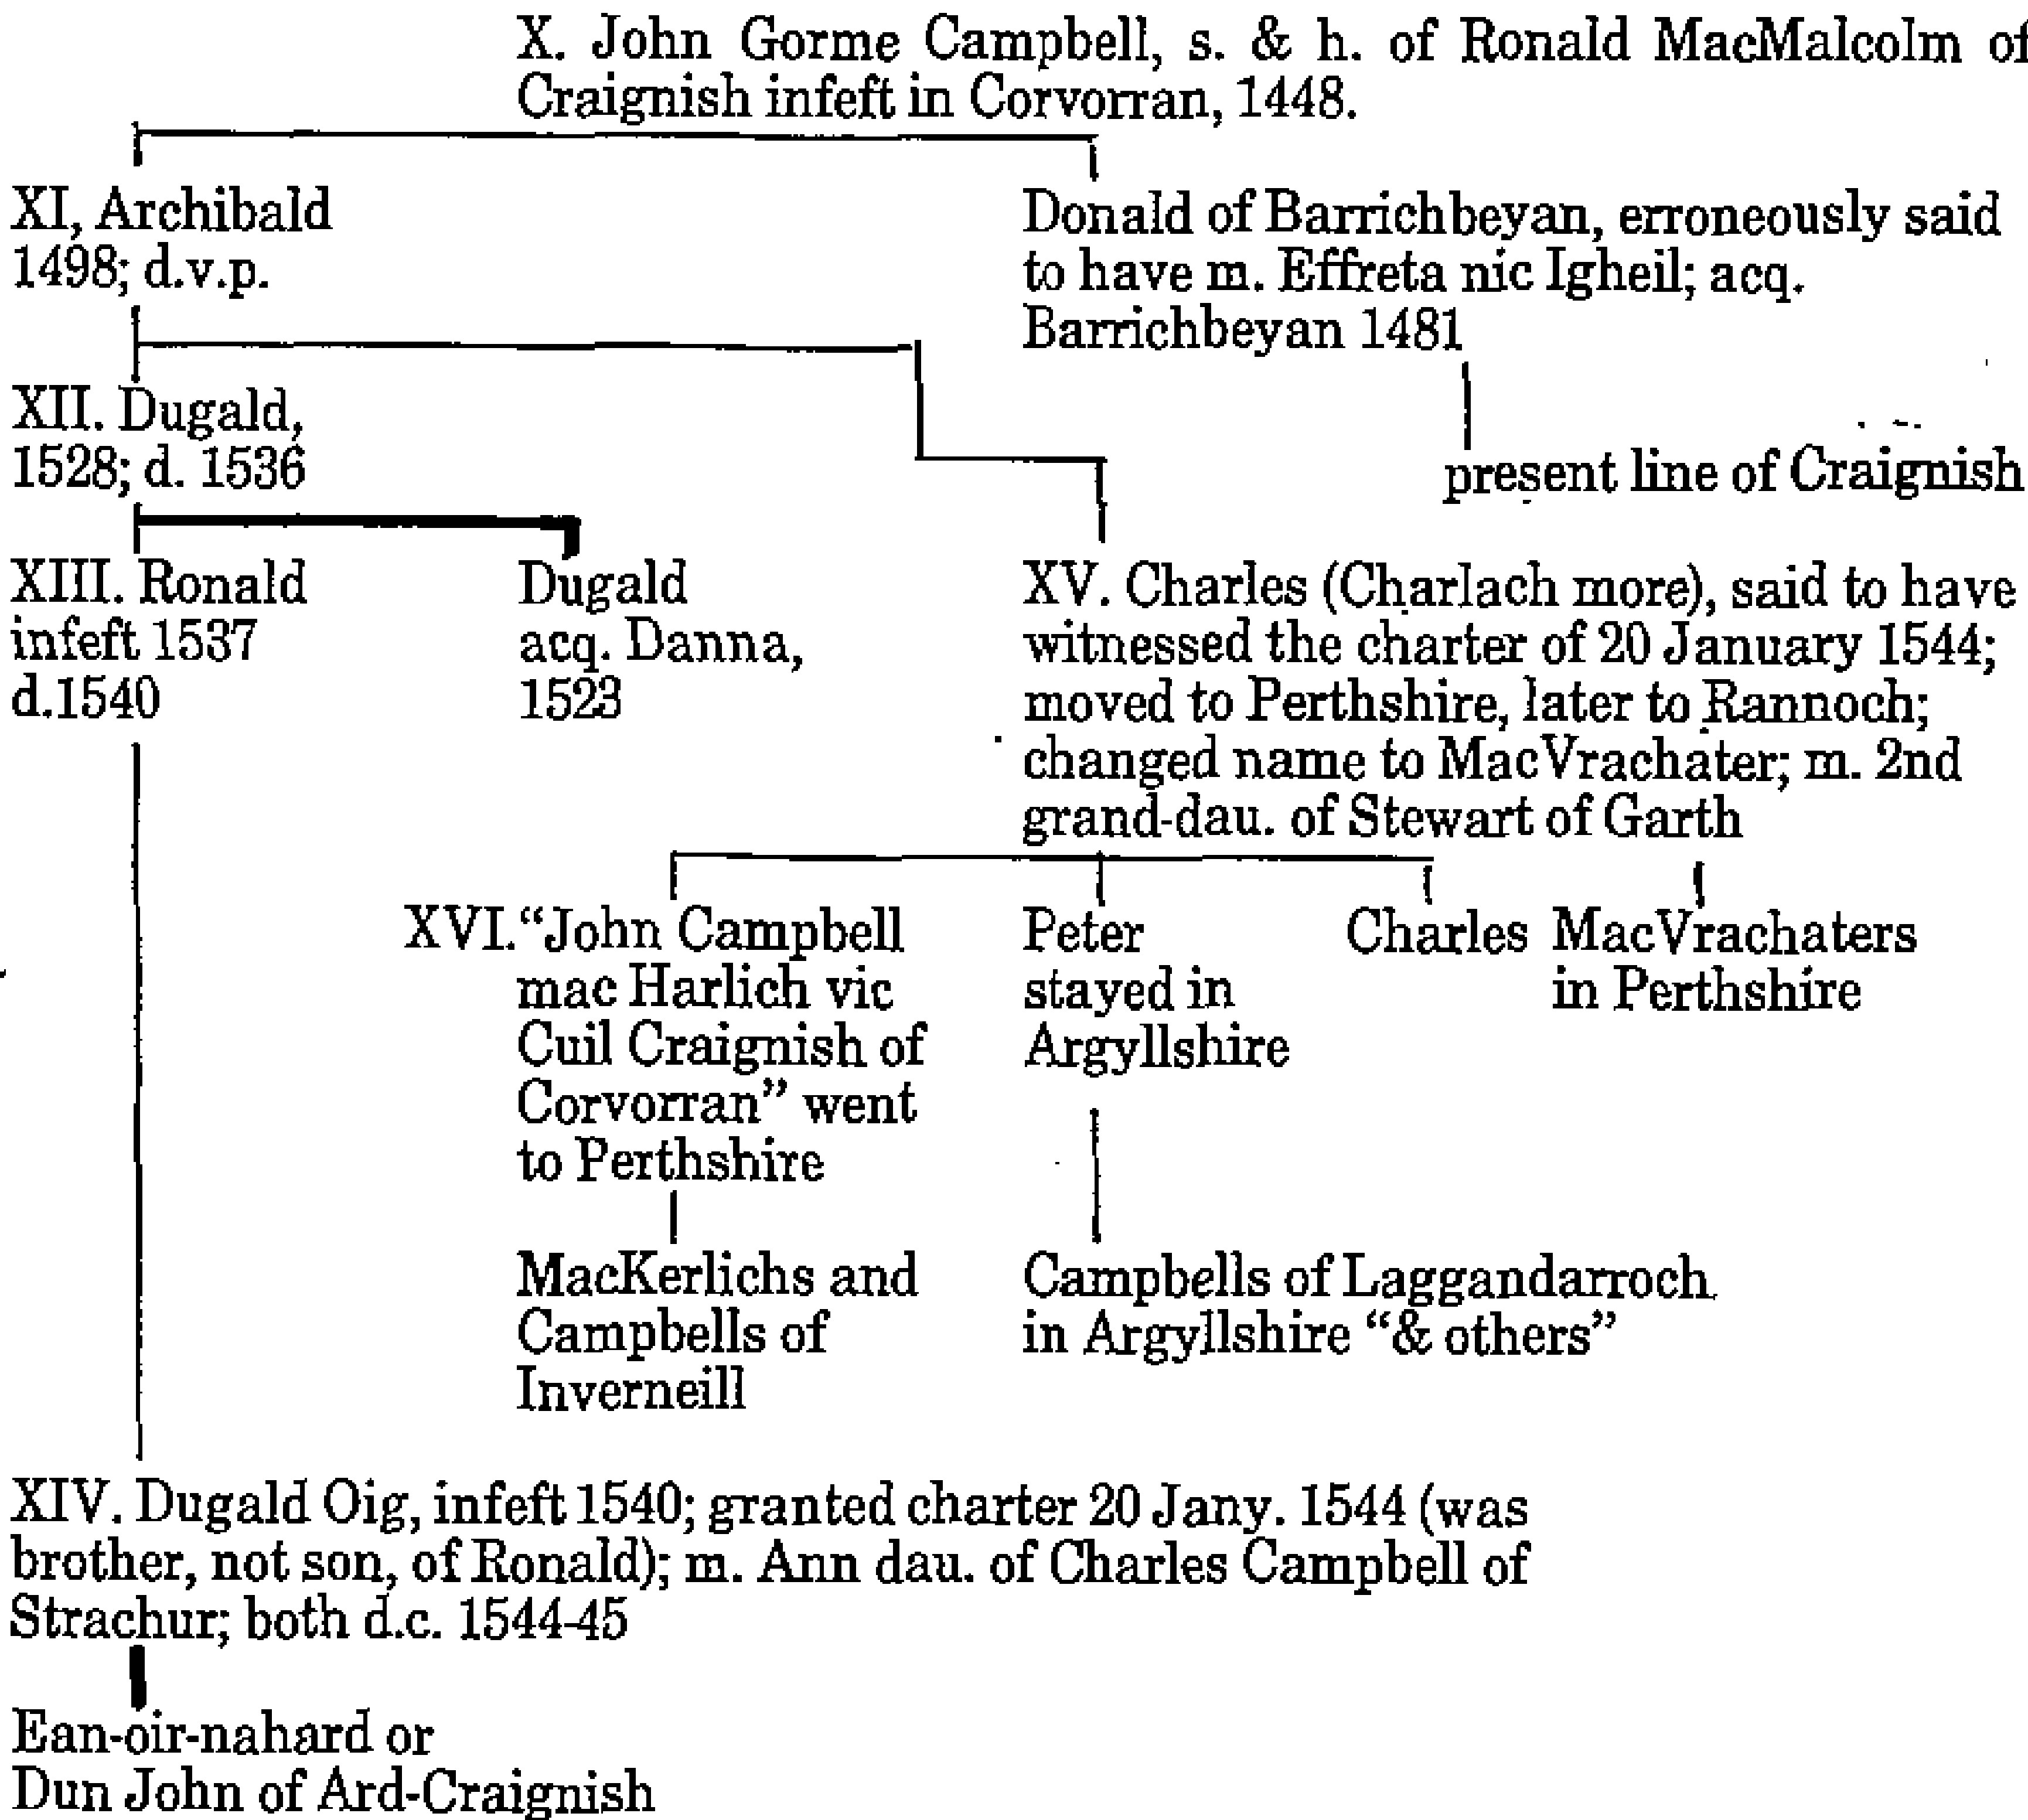 X. John Gorme Campbell, s. & h. of Ronald MacMalcolm of
Craignish infeft in Corvorran, 1448.
XI, Archibald
1498; d.v.p.
Donald of Barrichbeyan, erroneously said
to have m. Effreta nic Igheil; acq.
Barrichbeyan 1481
XII. Dugald,
1528; d. 1536
present line of Craignish
XIII. Ronald
infeft 1537
d.1540
Dugald
acq. Danna,
1523
XV. Charles (Charlach more), said to have
witnessed the charter of 20 January 1544;
moved to Perthshire, later to Rannoch;
changed name to MacVrachater; m. 2nd
grand-dau. of Stewart of Garth
XVI. “John Campbell
mac Harlich vic
Cuil Craignish of
Corvorran” went
to Perthshire
Peter
stayed in
Argyllshire
Charles
MacVrachaters
in Perthshire
MacKerlichs and
Campbells of
Inverneill
Campbells of Laggandarroch
in Argyllshire “& others”
XIV. Dugald Oig, infeft 1540; granted charter 20 Jany. 1544 (was
brother, not son, of Ronald); m. Ann dau. of Charles Campbell of
Strachur; both d.c. 1544-45
Ean-oir-nahard or
Dun John of Ard-Craignish